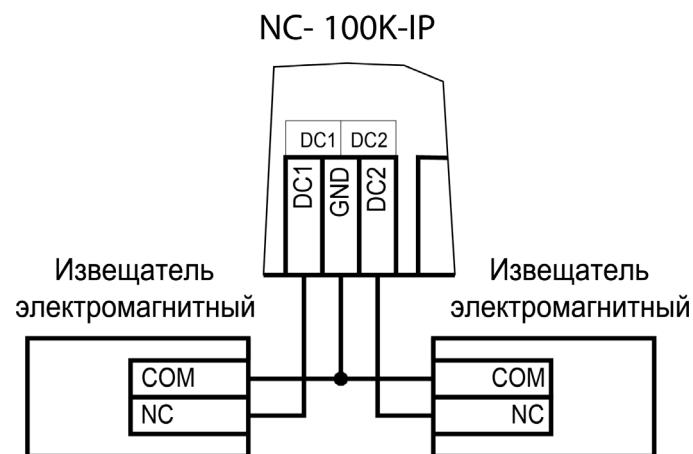 NC- 100K-IP
DC1 DC2
DC1 GND DC2
Извещатель
электромагнитный
COM
NC
Извещатель
электромагнитный
COM
NC